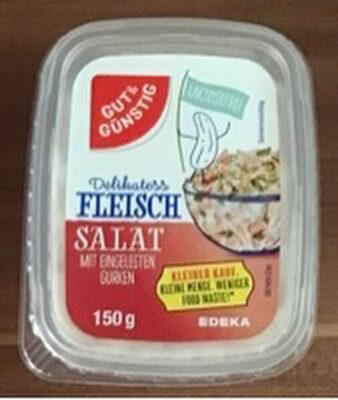 GUT&
GÜNSTIG
LAKTOSEFREI
Delikatess
FLEISCH
SALAT
MIT EINGELEGTEN
GURKEN
KLEINER KAUF.
KLEINE MENGE. WENIGER
FOOD WASTE!"
150 g
EDEKA